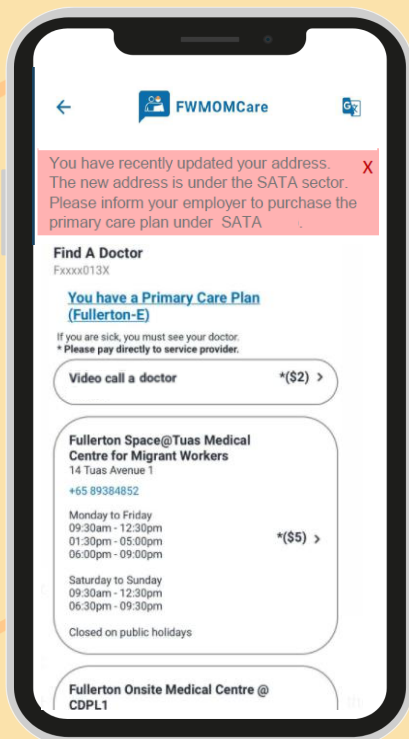 FWMOMCare
You have recently updated your address.
The new address is under the SATA sector.
Please inform your employer to purchase the
primary care plan under SATA .
X
Find A Doctor
Fxxxx013X
You have a Primary Care Plan
(Fullerton-E)
If you are sick, you must see your doctor.
* Please pay directly to service provider.
Video call a doctor *($2) >
Fullerton Space@Tuas Medical
Centre for Migrant Workers
14 Tuas Avenue 1
+65 89384852
Monday to Friday
09:30am - 12:30pm
01:30pm - 05:00pm
06:00pm - 09:00pm
*($5) >
Saturday to Sunday
09:30am - 12:30pm
06:30pm - 09:30pm
Closed on public holidays
Fullerton Onsite Medical Centre @
CDPL1